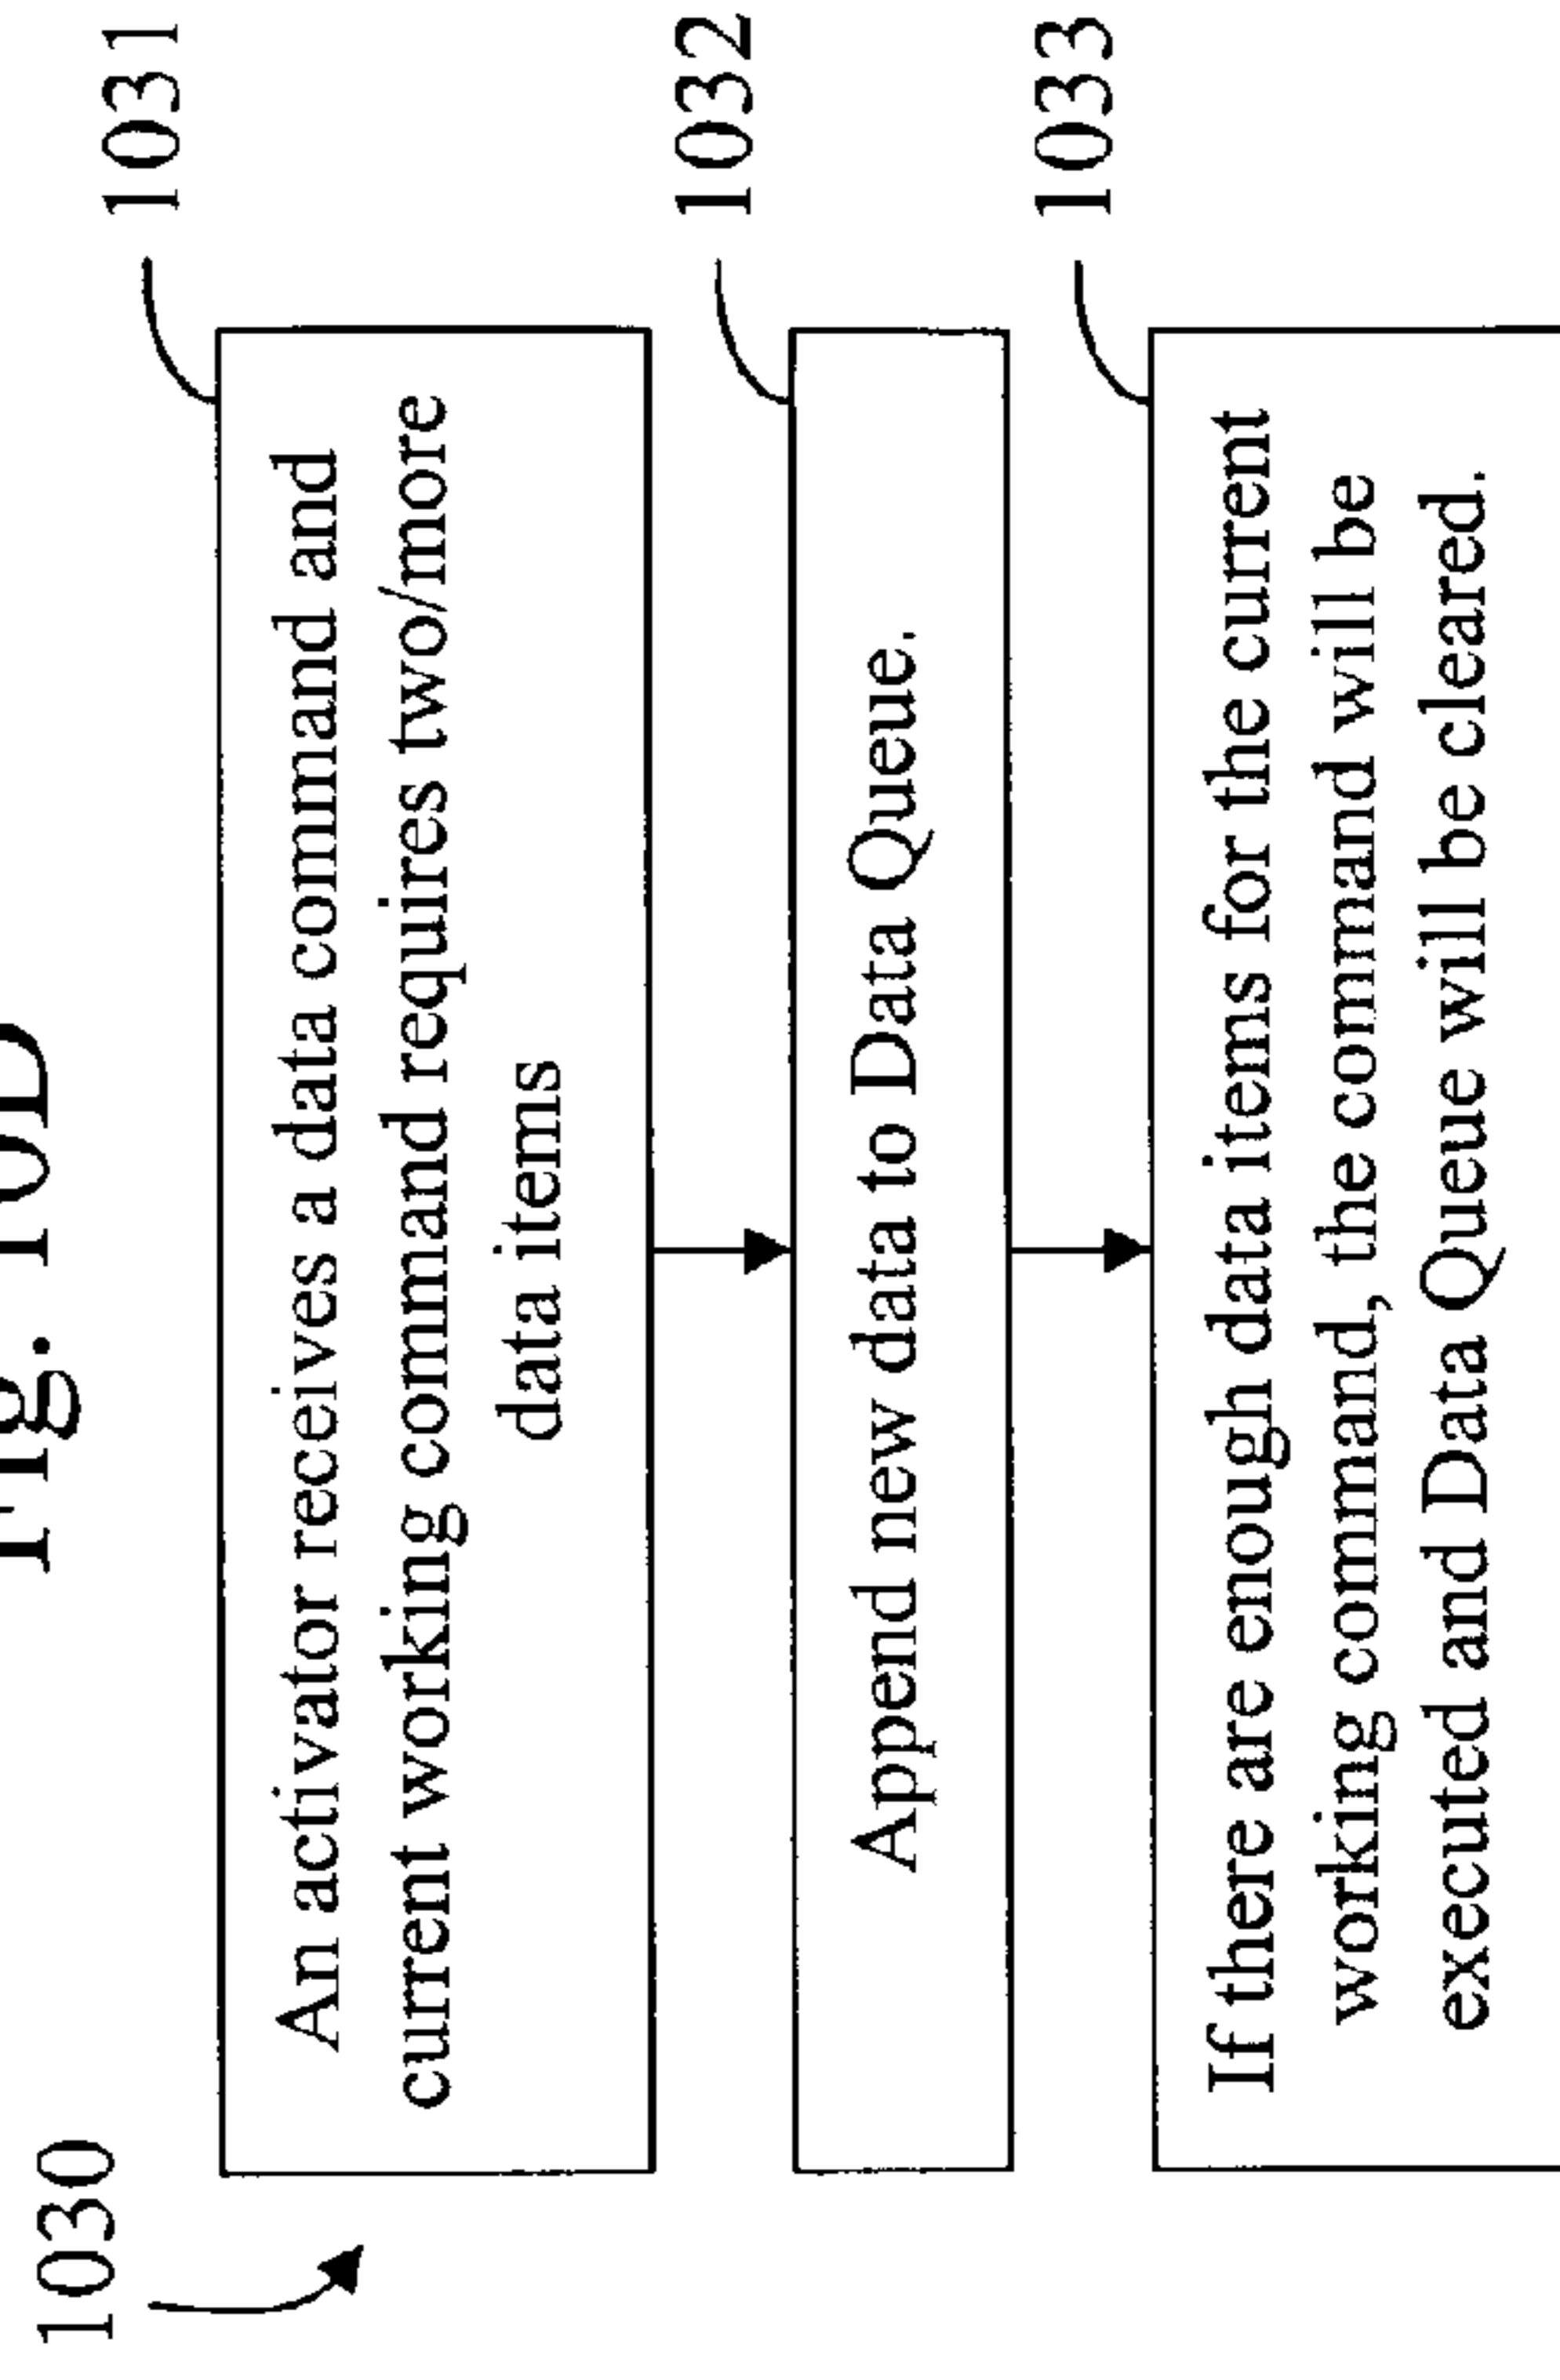 Fig. 10D
1030
1031
An activator receives a data command and
current working command requires two/more
data items
1032
Append new data to Data Queue.
1033
If there are enough data items for the current
working command, the command will be
executed and Data Queue will be cleared.